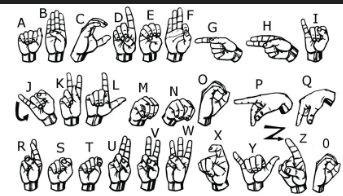 A B C D E F G H I
J K L M N O P Q
R S T U V W X Y Z 0